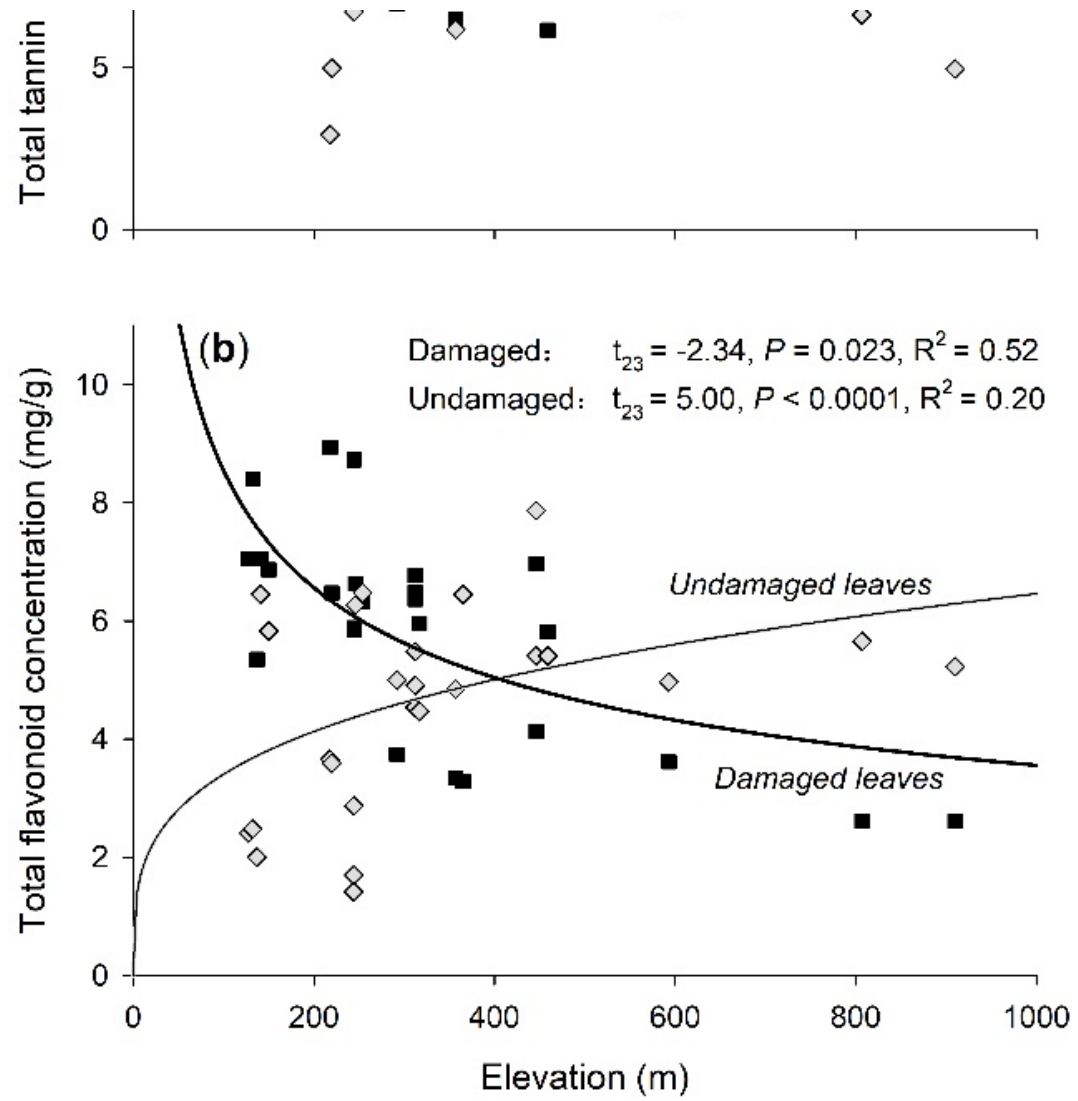 Total tannin
5
0
(b)
Damaged: t23 = -2.34, P = 0.023, R2 = 0.52
Undamaged: t23 = 5.00, P < 0.0001, R2 = 0.20
Total flavonoid concentration (mg/g)
10
8
6
4
2
0
Undamaged leaves
Damaged leaves
0 200 400 600 800 1000
Elevation (m)